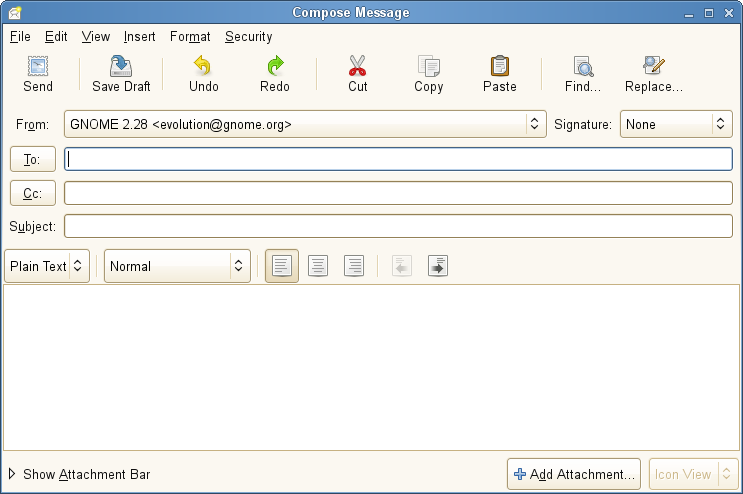 Compose Message
File Edit View Insert Format Security
Send Save Draft Undo Redo Cut Copy Paste Find... Replace...
From: GNOME 2.28 <evolution@gnome.org> Signature: None
To:
Cc:
Subject:
Plain Text Normal
Show Attachment Bar Add Attachment... Icon View